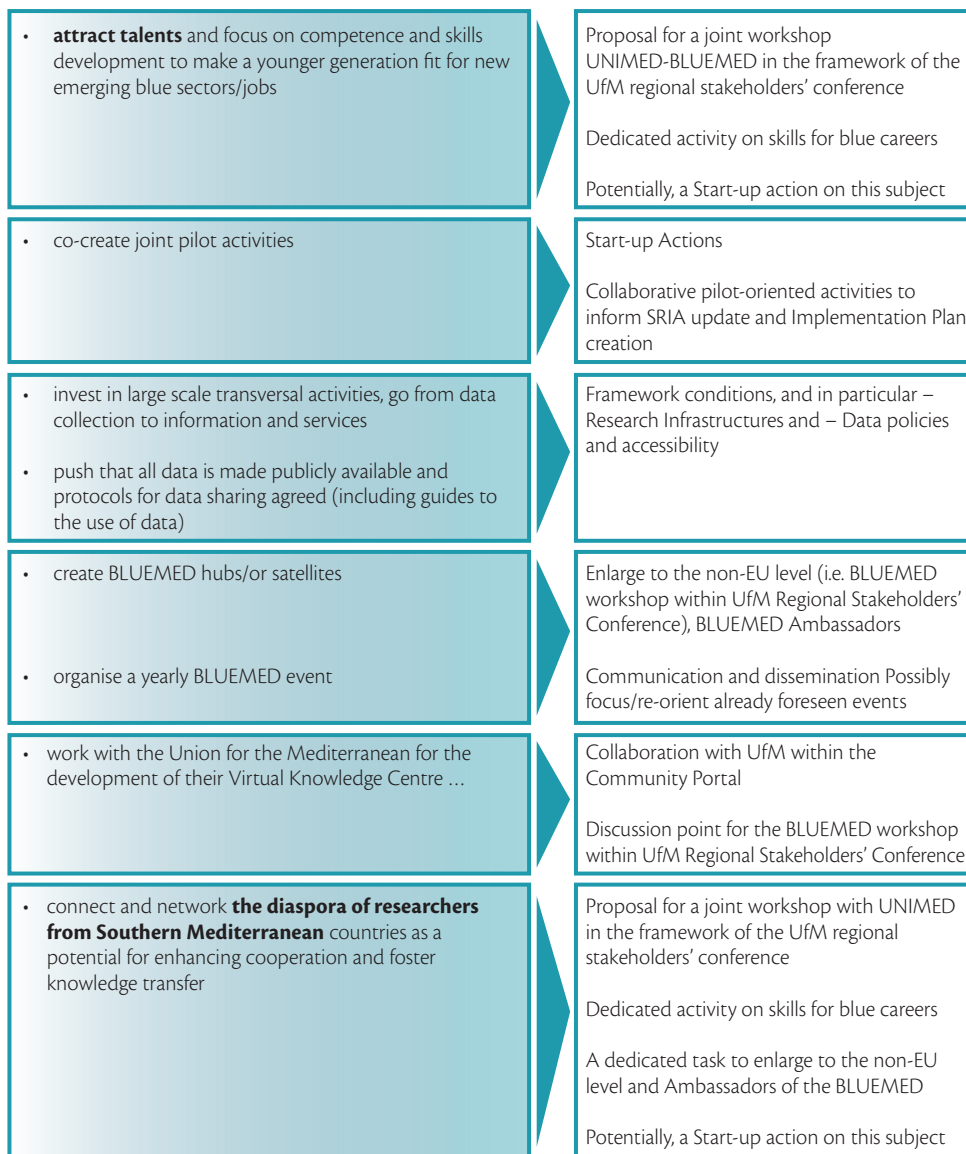 • attract talents and focus on competence and skills
development to make a younger generation fit for new
emerging blue sectors/jobs
Proposal for a joint workshop
UNIMED-BLUEMED in the framework of the
UfM regional stakeholders’ conference
Dedicated activity on skills for blue careers
Potentially, a Start-up action on this subject
• co-create joint pilot activities
Start-up Actions
Collaborative pilot-oriented activities to
inform SRIA update and Implementation Plan
creation
• invest in large scale transversal activities, go from data
collection to information and services
• push that all data is made publicly available and
protocols for data sharing agreed (including guides to
the use of data)
Framework conditions, and in particular –
Research Infrastructures and – Data policies
and accessibility
• create BLUEMED hubs/or satellites
• organise a yearly BLUEMED event
Enlarge to the non-EU level (i.e. BLUEMED
workshop within UfM Regional Stakeholders’
Conference), BLUEMED Ambassadors
Communication and dissemination Possibly
focus/re-orient already foreseen events
• work with the Union for the Mediterranean for the
development of their Virtual Knowledge Centre …
Collaboration with UfM within the
Community Portal
Discussion point for the BLUEMED workshop
within UfM Regional Stakeholders’ Conference
• connect and network the diaspora of researchers
from Southern Mediterranean countries as a
potential for enhancing cooperation and foster
knowledge transfer
Proposal for a joint workshop with UNIMED
in the framework of the UfM regional
stakeholders’ conference
Dedicated activity on skills for blue careers
A dedicated task to enlarge to the non-EU
level and Ambassadors of the BLUEMED
Potentially, a Start-up action on this subject